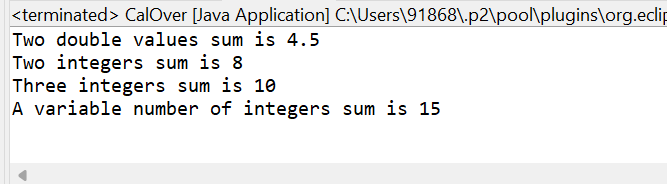 <terminated> CalOver [Java Application] C:\Users\91868\.p2\pool\plugins\org.eclip
Two double values sum is 4.5
Two integers sum is 8
Three integers sum is 10
A variable number of integers sum is 15